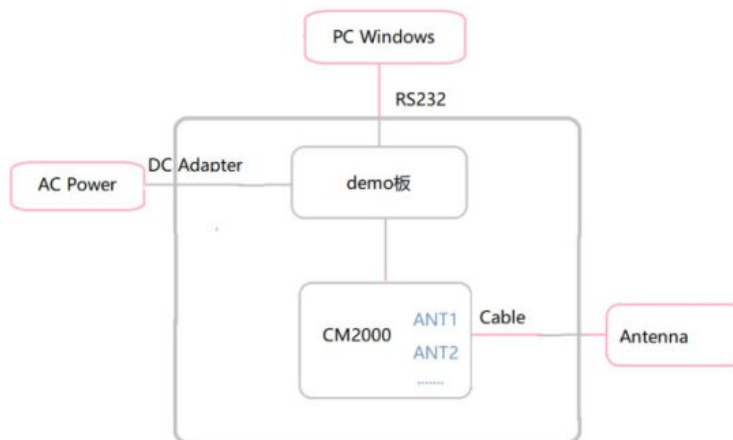 PC Windows
RS232
DC Adapter
AC Power
demo板
CM2000
ANT1
Cable
ANT2
Antenna
.......